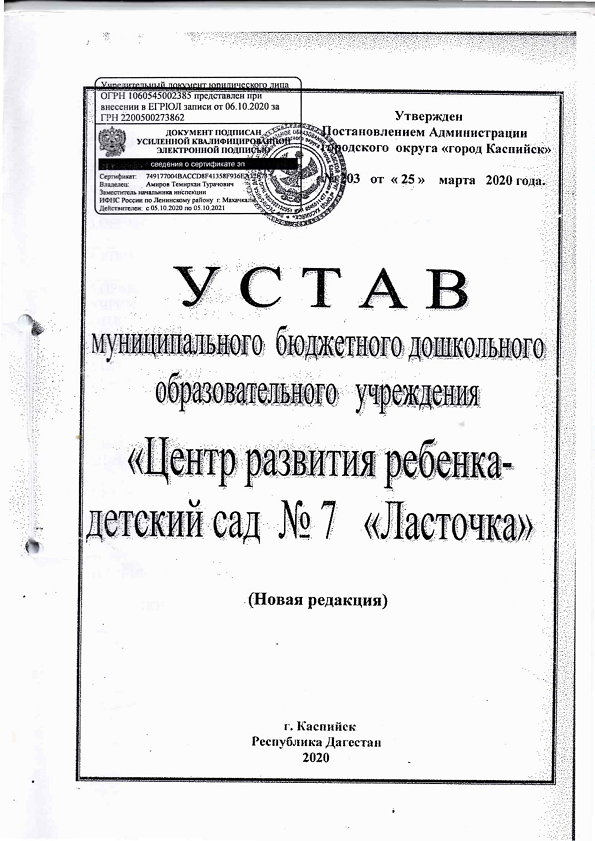 Учредительный документ юридического лица
ОГРН 1060545002385 представлен при
внесении в ЕГРЮЛ записи от 06.10.2020 за
ГРН 2200500273862
ДОКУМЕНТ ПОДПИСАН
УСИЛЕННОЙ КВАЛИФИЦИРОВАННОЙ
ЭЛЕКТРОННОЙ ПОДПИСЬЮ
сведения о сертификате эп
Сертификат:
Владелец: Амиров Темирхан Турачович
Заместитель начальника инспекции
ИФНС России по Ленинскому району г. Махачкалы
Действителен: с 05.10.2020 по 05.10.2021
Утвержден
Постановлением Администрации
городского округа «город Каспийск»
№ 203 от « 25 » марта 2020 года.
УСТАВ
муниципального бюджетного дошкольного
образовательного учреждения
«Центр развития ребенка-
детский сад № 7 «Ласточка»
(Новая редакция)
г. Каспийск
Республика Дагестан
2020